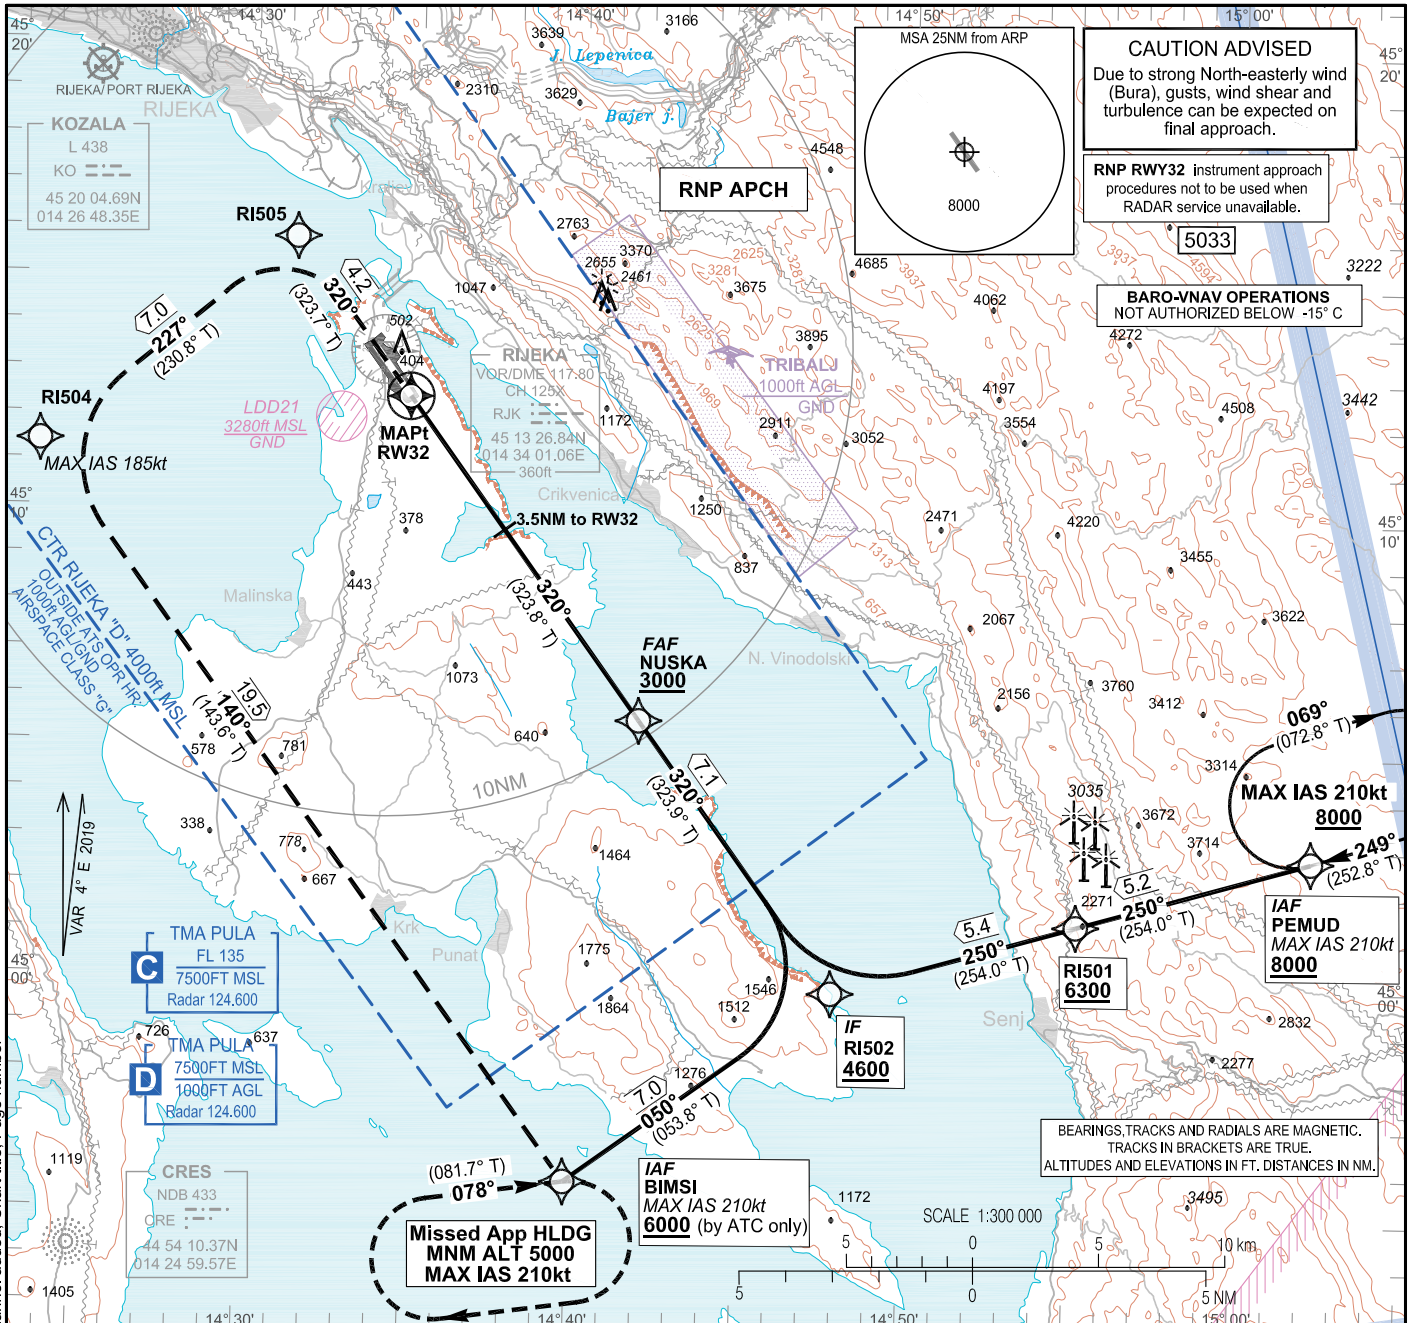 14°30'
14°40'
14°50'
15°00'
45°
20'
45°
20'
3639
3166
J. Lepenica
2310
3629
Bajer j.
RIJEKA/PORT RIJEKA
RIJEKA
KOZALA
L 438
KO
45 20 04.69N
014 26 48.35E
MSA 25NM from ARP
8000
CAUTION ADVISED
Due to strong North-easterly wind
(Bura), gusts, wind shear and
turbulence can be expected on
final approach.
RNP RWY32 instrument approach
procedures not to be used when
RADAR service unavailable.
5033
BARO-VNAV OPERATIONS
NOT AUTHORIZED BELOW -15° C
4548
RNP APCH
RI505
2763
3370
2655
2461
3281
2625
3281
3675
2625
4685
3937
3937
4594
3222
4062
1047
4.2
320°
(323.7° T)
7.0
227°
(230.8° T)
502
404
3895
4272
RIJEKA
VOR/DME 117.80
CH 125X
RJK
45 13 26.84N
014 34 01.06E
360ft
TRIBALJ
1000ft AGL
GND
1969
1172
2911
3052
4197
3554
4508
3442
RI504
MAX IAS 185kt
LDD21
3280ft MSL
GND
MAPt
RW32
Crikvenica
1250
2471
1313
4220
45°
10'
45°
10'
378
3.5NM to RW32
837
657
3455
CTR RIJEKA "D" 4000ft MSL
OUTSIDE ATS OPR HR:
1000ft AGL/GND
AIRSPACE CLASS "G"
443
Malinska
320°
(323.8° T)
2067
3622
FAF
NUSKA
3000
N. Vinodolski
1073
2156
3760
3412
19.5
140°
(143.6° T)
578
781
640
7.1
320°
(323.9° T)
069°
(072.8° T)
3314
MAX IAS 210kt
8000
10NM
3035
3672
3714
338
778
667
1464
249°
(252.8° T)
VAR 4° E 2019
2271
5.2
250°
(254.0° T)
5.4
250°
(254.0° T)
IAF
PEMUD
MAX IAS 210kt
8000
RI501
6300
Krk
Punat
TMA PULA
C
FL 135
7500FT MSL
Radar 124.600
1775
1864
1546
1512
45°
00'
45°
00'
IF
RI502
4600
Senj
2832
2277
726
637
TMA PULA
D
7500FT MSL
1000FT AGL
Radar 124.600
1276
7.0
050°
(053.8° T)
BEARINGS,TRACKS AND RADIALS ARE MAGNETIC.
TRACKS IN BRACKETS ARE TRUE.
ALTITUDES AND ELEVATIONS IN FT. DISTANCES IN NM.
1119
CRES
NDB 433
CRE
44 54 10.37N
014 24 59.57E
1405
(081.7° T)
078°
IAF
BIMSI
MAX IAS 210kt
6000 (by ATC only)
Missed App HLDG
MNM ALT 5000
MAX IAS 210kt
1172
3495
SCALE 1:300 000
5
0
5
10 km
5
0
5 NM
14°30'
14°40'
14°50'
15°00'